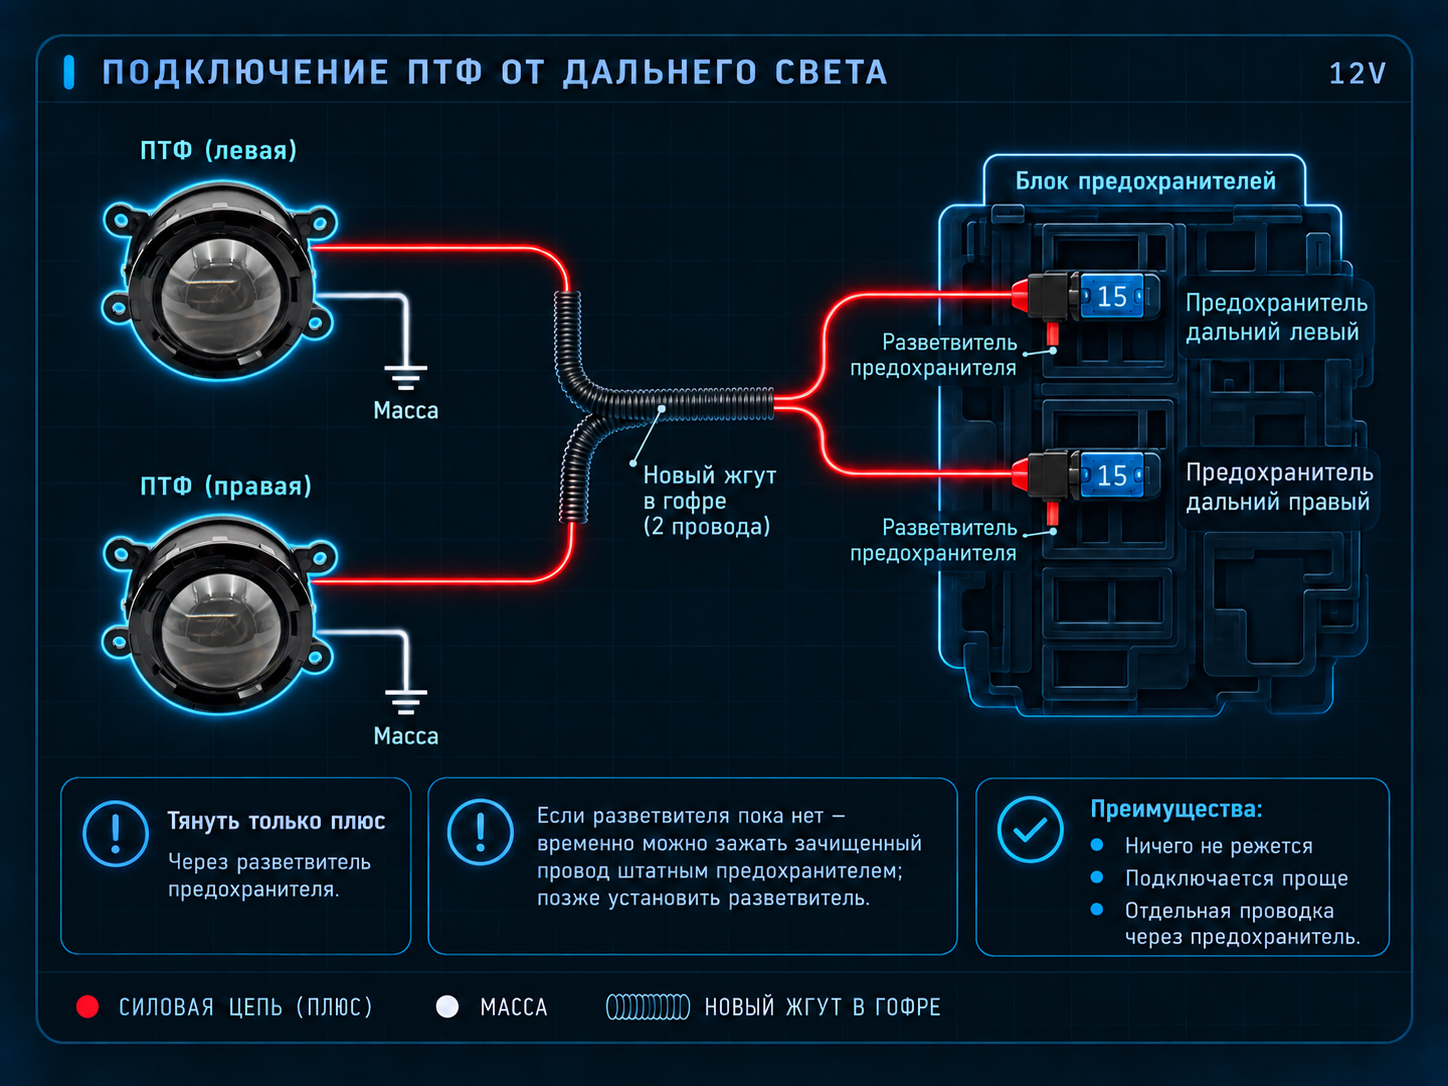 ПОДКЛЮЧЕНИЕ ПТФ ОТ ДАЛЬНЕГО СВЕТА
12V
ПТФ (левая)
Масса
ПТФ (правая)
Масса
Новый жгут
в гофре
(2 провода)
Блок предохранителей
15
Предохранитель
дальний левый
Разветвитель
предохранителя
15
Предохранитель
дальний правый
Разветвитель
предохранителя
Тянуть только плюс
Через разветвитель
предохранителя.
Если разветвителя пока нет –
временно можно зажать зачищенный
провод штатным предохранителем;
позже установить разветвитель.
Преимущества:
Ничего не режется
Подключается проще
Отдельная проводка
через предохранитель.
СИЛОВАЯ ЦЕПЬ (ПЛЮС)
МАССА
НОВЫЙ ЖГУТ В ГОФРЕ